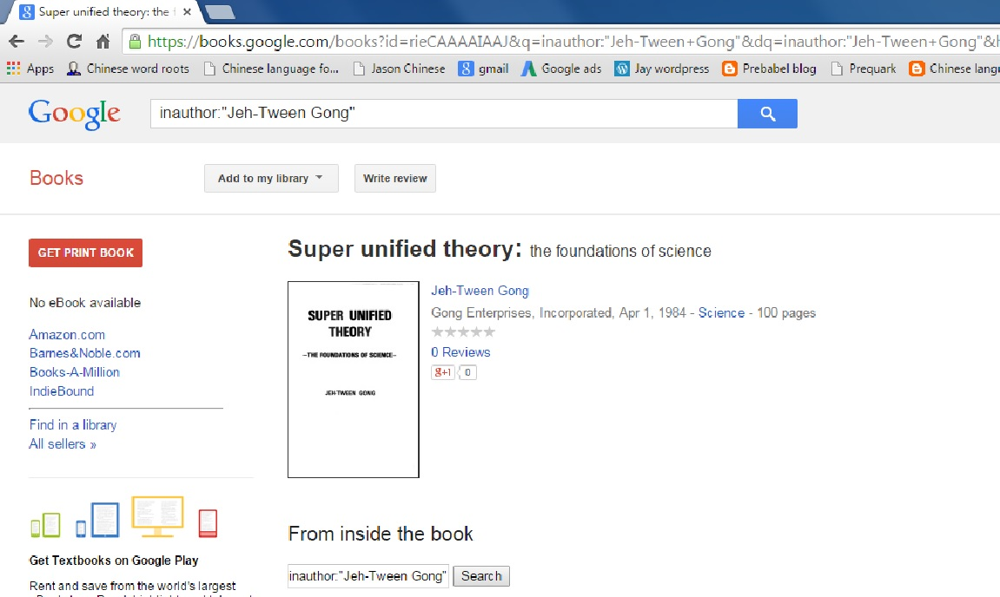 Super unified theory: the
https://books.google.com/books?id=rieCAAAAIAAJ&q=inauthor:"Jeh-Tween+Gong"&dq=inauthor:"Jeh-Tween+Gong"&h
Apps Chinese word roots Chinese language fo... Jason Chinese gmail Google ads Jay wordpress Prebabel blog Prequark Chinese langu
Google inauthor:"Jeh-Tween Gong"
Books Add to my library Write review
GET PRINT BOOK
No eBook available
Amazon.com
Barnes&Noble.com
Books-A-Million
IndieBound
Find in a library
All sellers »
Get Textbooks on Google Play
Rent and save from the world's largest
Super unified theory: the foundations of science
SUPER UNIFIED
THEORY
-THE FOUNDATIONS OF SCIENCE-
JEH-TWEEN GONG
Jeh-Tween Gong
Gong Enterprises, Incorporated, Apr 1, 1984 - Science - 100 pages
0 Reviews
g+1 0
From inside the book
inauthor:"Jeh-Tween Gong" Search